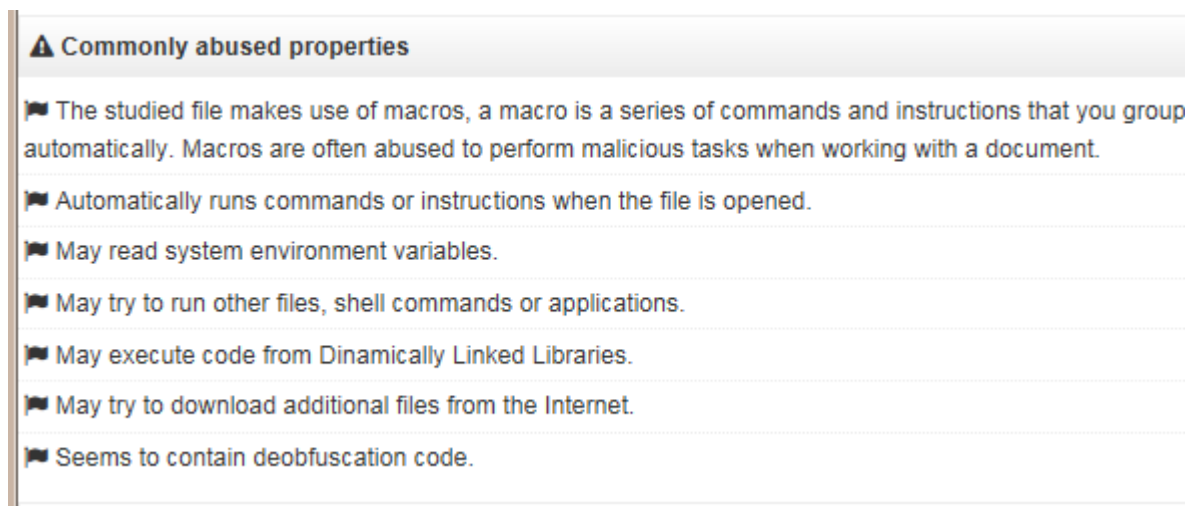 Commonly abused properties
The studied file makes use of macros, a macro is a series of commands and instructions that you group
automatically. Macros are often abused to perform malicious tasks when working with a document.
Automatically runs commands or instructions when the file is opened.
May read system environment variables.
May try to run other files, shell commands or applications.
May execute code from Dinamically Linked Libraries.
May try to download additional files from the Internet.
Seems to contain deobfuscation code.